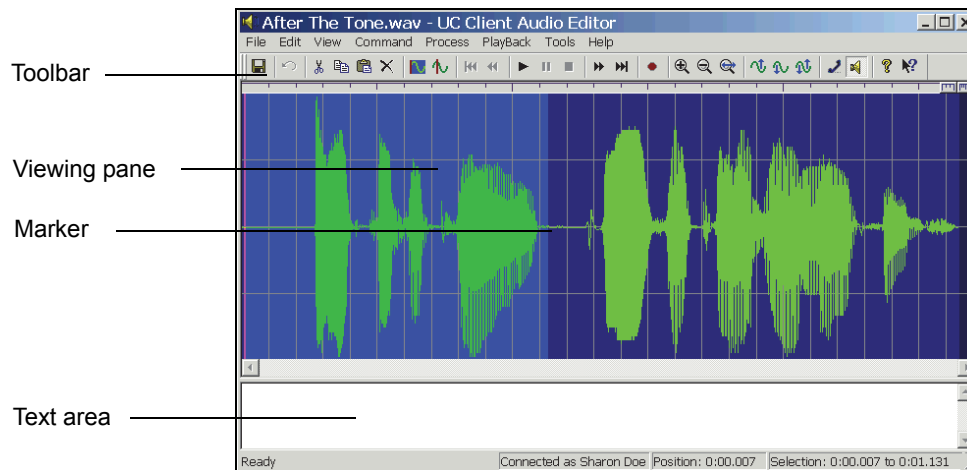 After The Tone.wav - UC Client Audio Editor
File Edit View Command Process PlayBack Tools Help
Toolbar
Viewing pane
Marker
Text area
Ready Connected as Sharon Doe Position: 0:00.007 Selection: 0:00.007 to 0:01.131